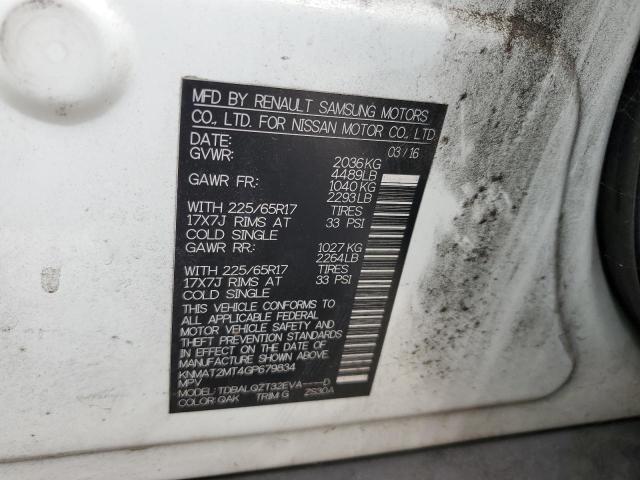 MFD BY RENAULT SAMSUNG MOTORS
CO., LTD. FOR NISSAN MOTOR CO., LTD
DATE: 03/16
GVWR: 2036KG
4489LB
GAWR FR: 1040KG
2293LB
WITH 225/65R17 TIRES
17X7J RIMS AT 33 PSI
COLD SINGLE
GAWR RR: 1027KG
2264LB
WITH 225/65R17 TIRES
17X7J RIMS AT 33 PSI
COLD SINGLE
THIS VEHICLE CONFORMS TO
ALL APPLICABLE FEDERAL
MOTOR VEHICLE SAFETY AND
THEFT PREVENTION STANDARDS
IN EFFECT ON THE DATE OF
MANUFACTURE SHOWN ABOVE.
KNMAT2MT4GP679834
MPV
MODEL: TDBALQZT32EVA----D
COLOR: QAK TRIM: G 2S30A